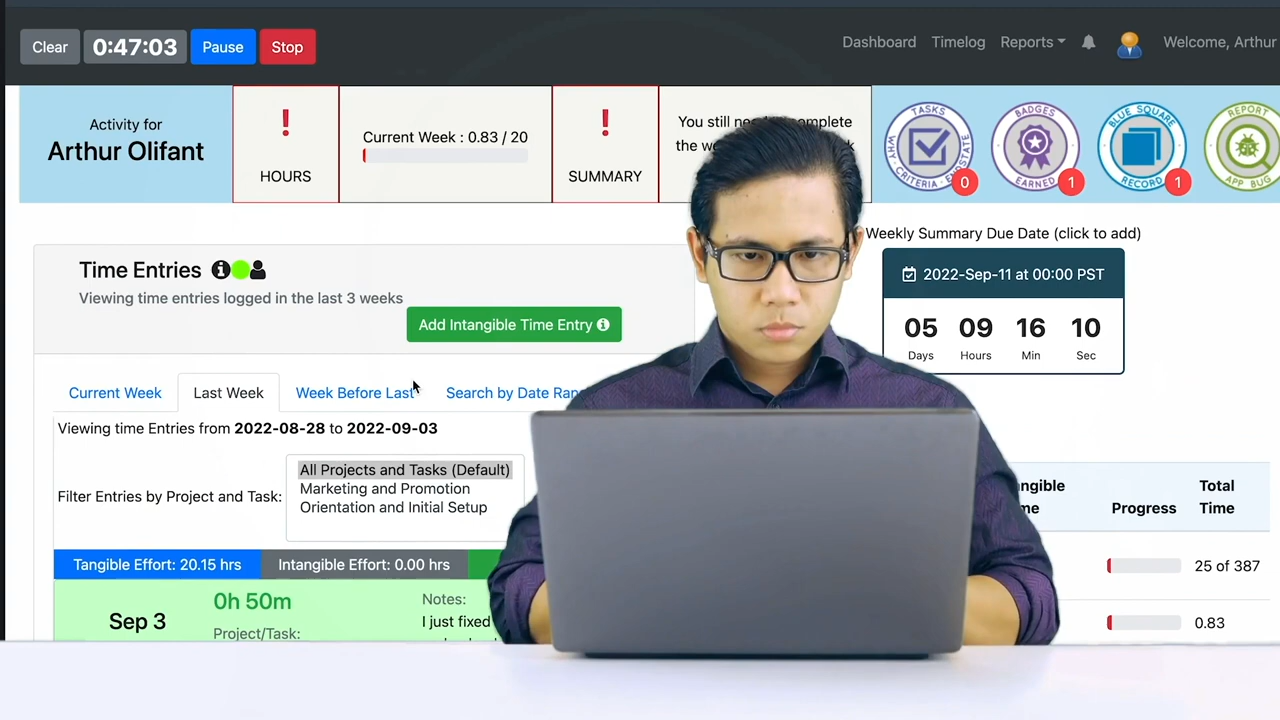 Clear 0:47:03 Pause Stop Dashboard Timelog Reports Welcome, Arthur
Activity for
Arthur Olifant
!
HOURS
Current Week : 0.83 / 20
!
SUMMARY
You still need complete
the we
TASKS
WHY CRITERIA ENDSTATE
0
BADGES
EARNED
1
BLUE SQUARE
RECORD
1
REPORT
APP BUG
Weekly Summary Due Date (click to add)
2022-Sep-11 at 00:00 PST
05 09 16 10
Days Hours Min Sec
Time Entries
Viewing time entries logged in the last 3 weeks
Add Intangible Time Entry
Current Week Last Week Week Before Last Search by Date Ran
Viewing time Entries from 2022-08-28 to 2022-09-03
Filter Entries by Project and Task:
All Projects and Tasks (Default)
Marketing and Promotion
Orientation and Initial Setup
Tangible Effort: 20.15 hrs Intangible Effort: 0.00 hrs
Sep 3
0h 50m
Project/Task:
Notes:
I just fixed
Progress
Total
Time
25 of 387
0.83